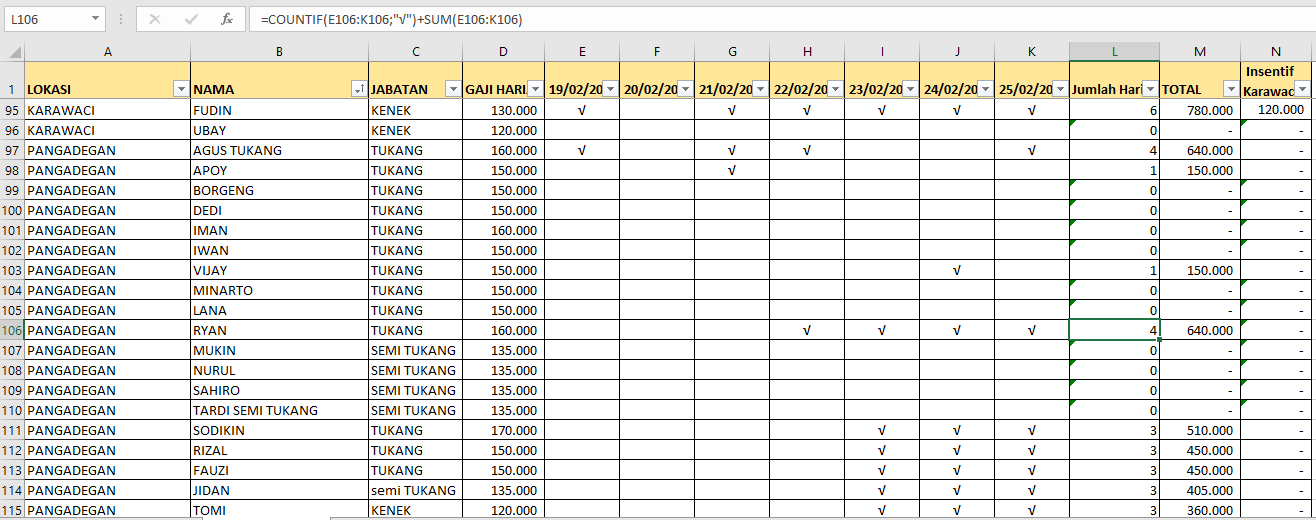 L106 fx =COUNTIF(E106:K106;"√")+SUM(E106:K106)
A B C D E F G H I J K L M N
1 LOKASI NAMA JABATAN GAJI HARI 19/02/20 20/02/20 21/02/20 22/02/20 23/02/20 24/02/20 25/02/20 Jumlah Hari TOTAL Insentif
Karawac
95 KARAWACI FUDIN KENEK 130.000 √ √ √ √ √ √ 6 780.000 120.000
96 KARAWACI UBAY KENEK 120.000 0 - -
97 PANGADEGAN AGUS TUKANG TUKANG 160.000 √ √ √ √ 4 640.000 -
98 PANGADEGAN APOY TUKANG 150.000 √ 1 150.000 -
99 PANGADEGAN BORGENG TUKANG 150.000 0 - -
100 PANGADEGAN DEDI TUKANG 150.000 0 - -
101 PANGADEGAN IMAN TUKANG 160.000 0 - -
102 PANGADEGAN IWAN TUKANG 150.000 0 - -
103 PANGADEGAN VIJAY TUKANG 150.000 √ 1 150.000 -
104 PANGADEGAN MINARTO TUKANG 150.000 0 - -
105 PANGADEGAN LANA TUKANG 150.000 0 - -
106 PANGADEGAN RYAN TUKANG 160.000 √ √ √ √ 4 640.000 -
107 PANGADEGAN MUKIN SEMI TUKANG 135.000 0 - -
108 PANGADEGAN NURUL SEMI TUKANG 135.000 0 - -
109 PANGADEGAN SAHIRO SEMI TUKANG 135.000 0 - -
110 PANGADEGAN TARDI SEMI TUKANG SEMI TUKANG 135.000 0 - -
111 PANGADEGAN SODIKIN TUKANG 170.000 √ √ √ 3 510.000 -
112 PANGADEGAN RIZAL TUKANG 150.000 √ √ √ 3 450.000 -
113 PANGADEGAN FAUZI TUKANG 150.000 √ √ √ 3 450.000 -
114 PANGADEGAN JIDAN semi TUKANG 135.000 √ √ √ 3 405.000 -
115 PANGADEGAN TOMI KENEK 120.000 √ √ √ 3 360.000 -